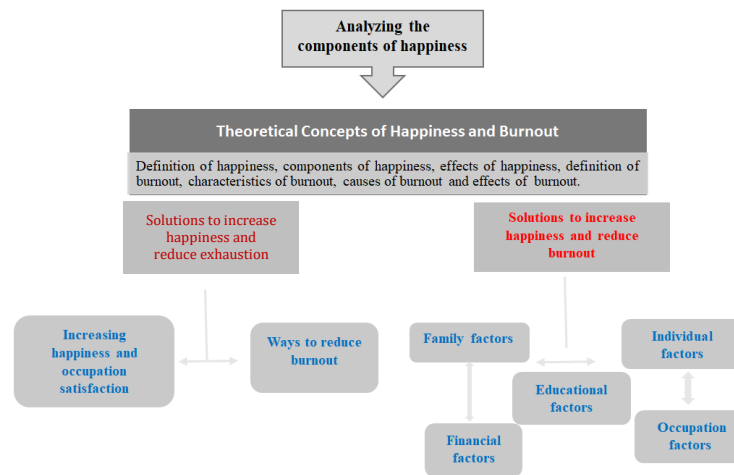 Analyzing the
components of happiness
Theoretical Concepts of Happiness and Burnout
Definition of happiness, components of happiness, effects of happiness, definition of
burnout, characteristics of burnout, causes of burnout and effects of burnout.
Solutions to increase
happiness and
reduce exhaustion
Solutions to increase
happiness and reduce
burnout
Increasing
happiness and
occupation
satisfaction
Ways to reduce
burnout
Family factors
Individual
factors
Educational
factors
Financial
factors
Occupation
factors